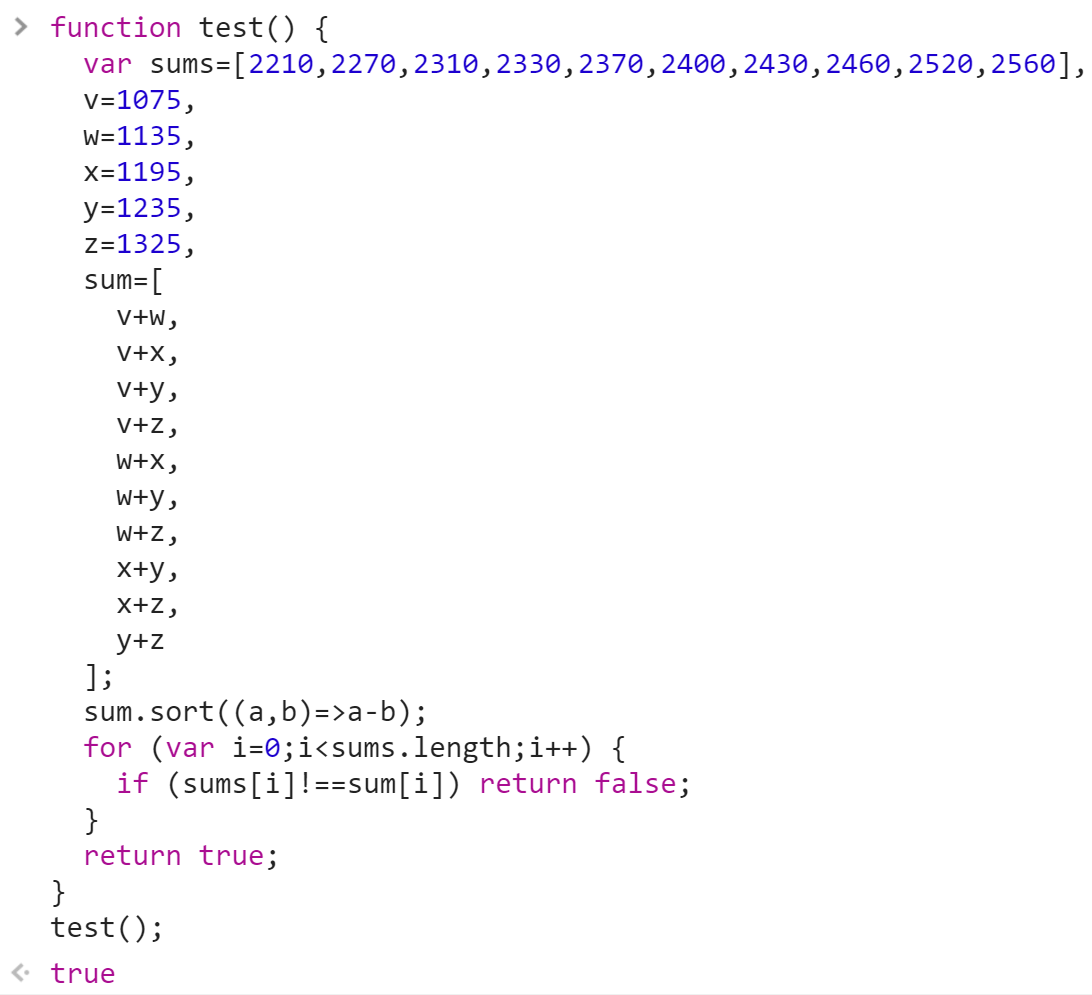 > function test() {
  var sums=[2210,2270,2310,2330,2370,2400,2430,2460,2520,2560],
  v=1075,
  w=1135,
  x=1195,
  y=1235,
  z=1325,
  sum=[
    v+w,
    v+x,
    v+y,
    v+z,
    w+x,
    w+y,
    w+z,
    x+y,
    x+z,
    y+z
  ];
  sum.sort((a,b)=>a-b);
  for (var i=0;i<sums.length;i++) {
    if (sums[i]!==sum[i]) return false;
  }
  return true;
}
test();
true